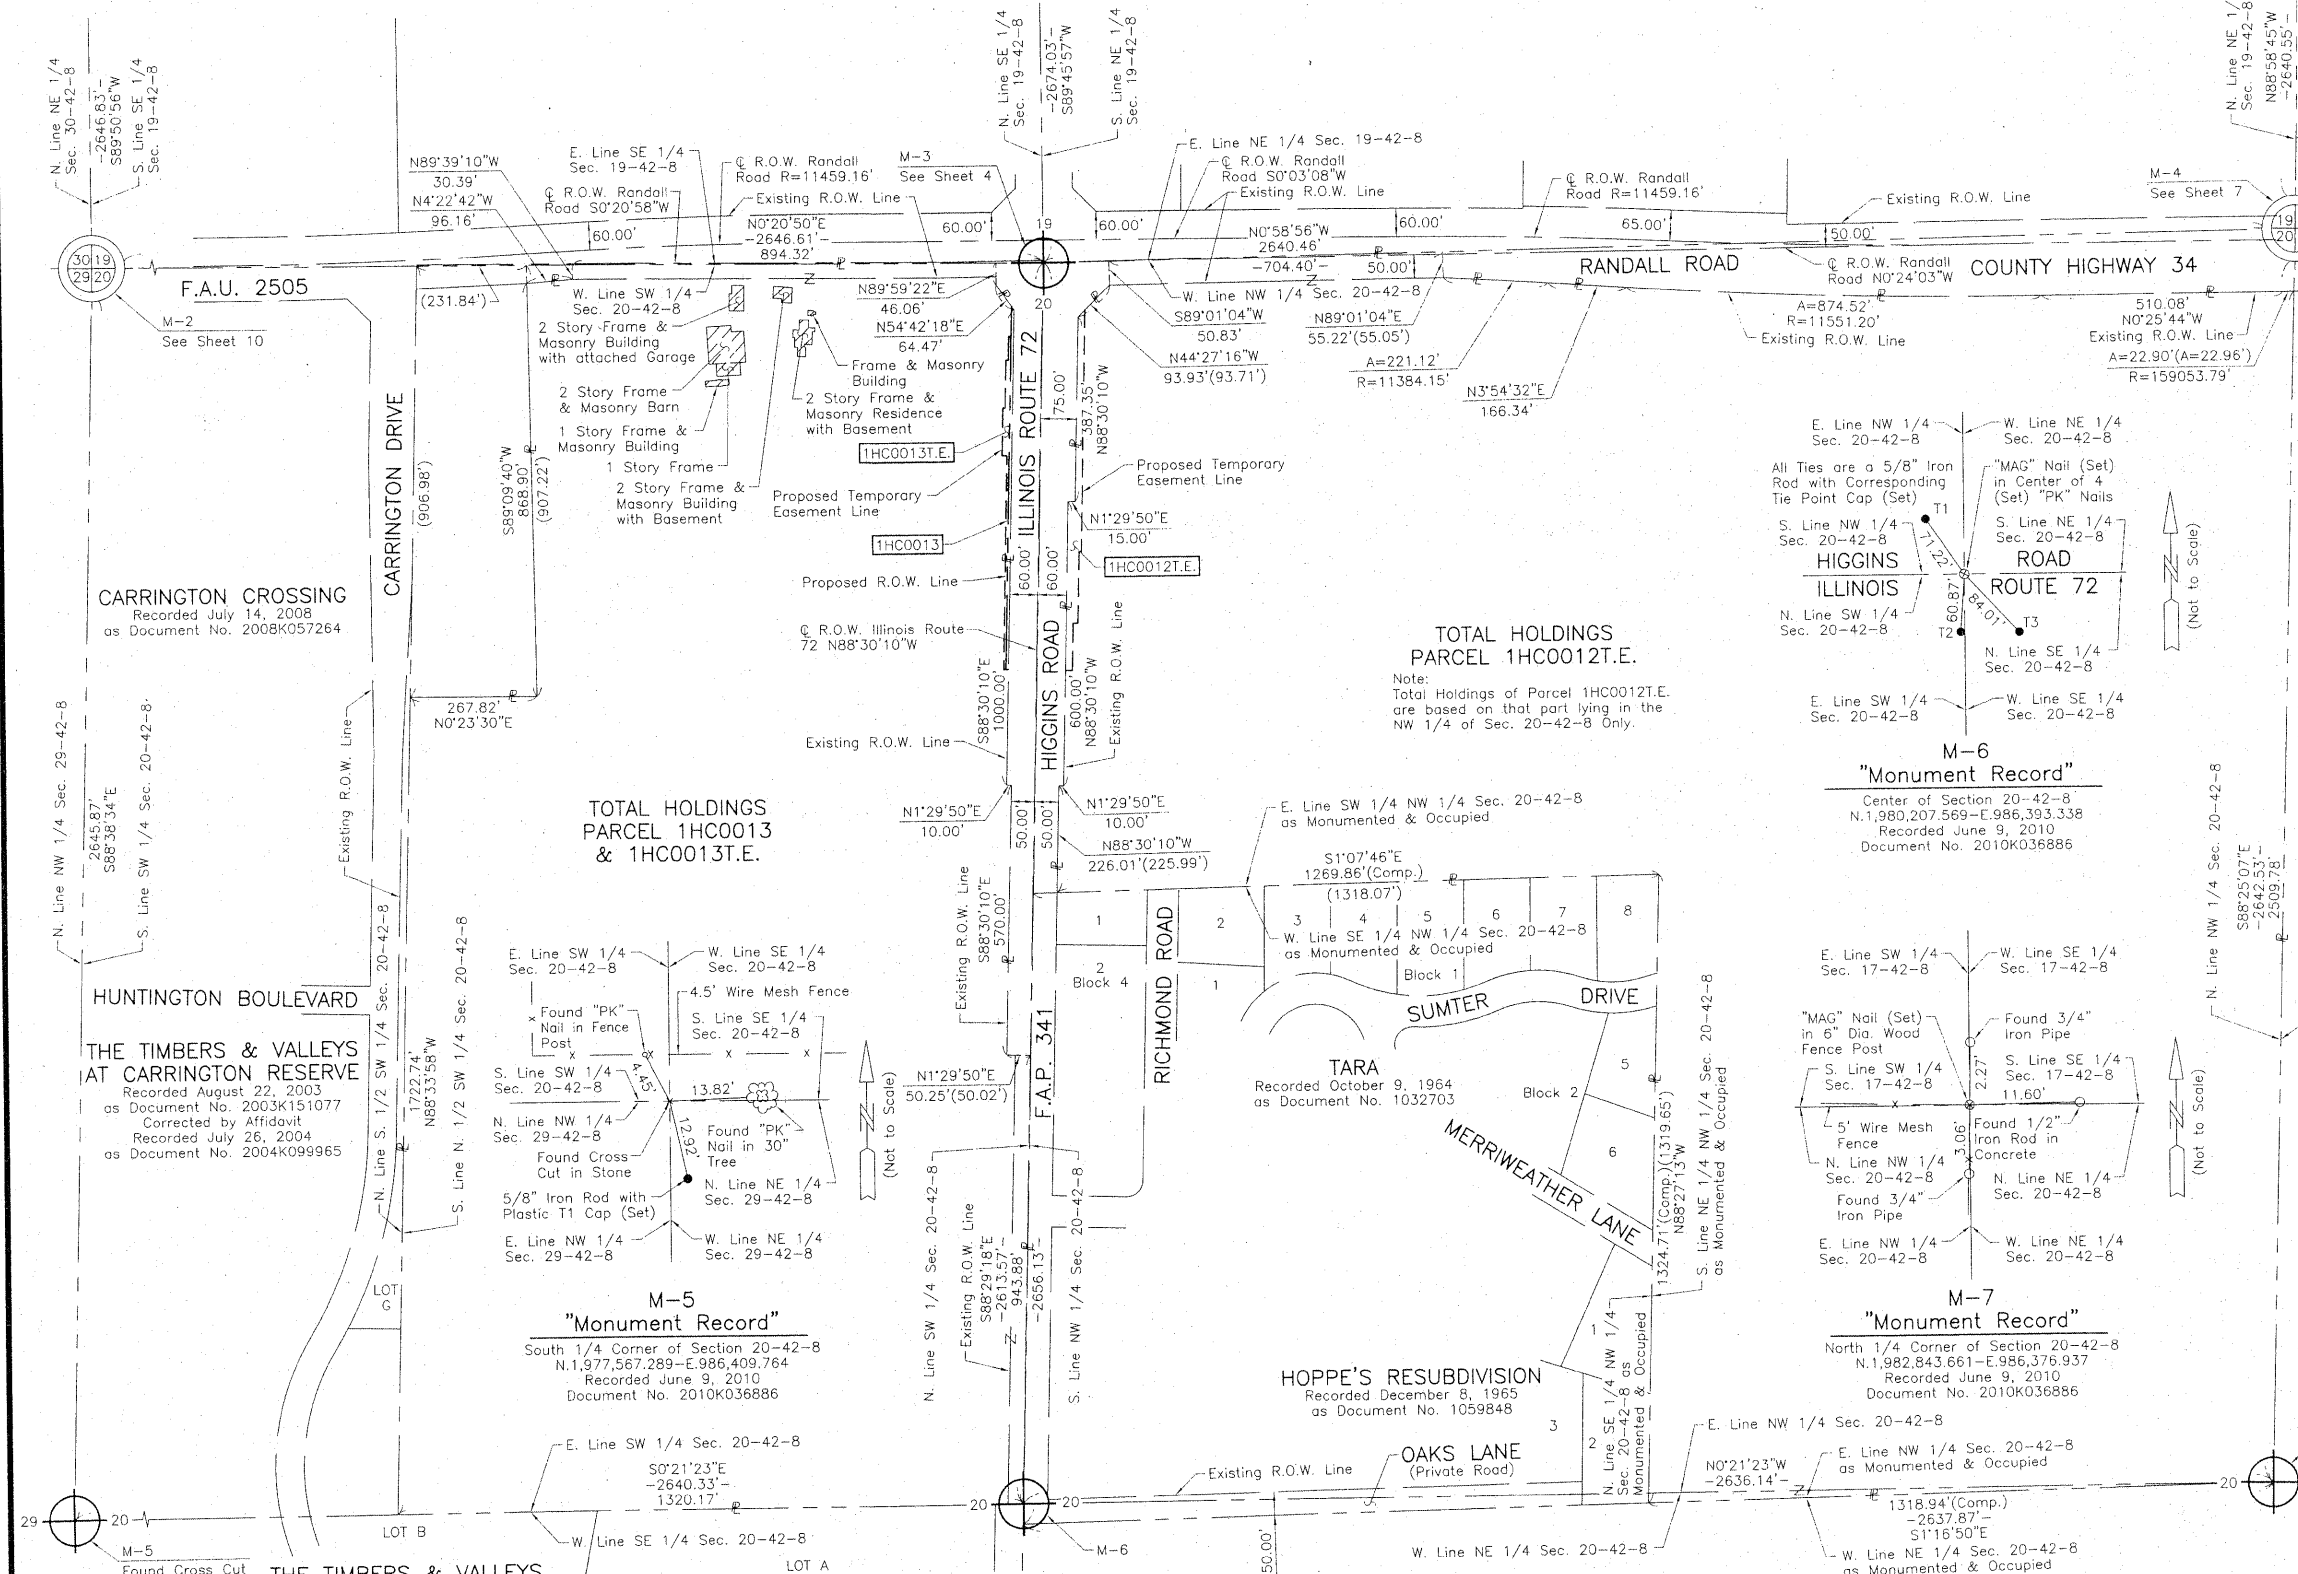 N. Line NE 1/4
Sec. 30-42-8
-2646.83'-
S89°50'56"W
S. Line SE 1/4
Sec. 19-42-8
N. Line SE 1/4
Sec. 19-42-8
-2674.03'-
S89°45'57"W
S. Line NE 1/4
Sec. 19-42-8
N. Line NE 1/
Sec. 19-42-8
N88°58'45"W
-2640.55'-
N89°39'10"W
30.39'
N4°22'42"W
96.16'
E. Line SE 1/4
Sec. 19-42-8
℄ R.O.W. Randall
Road S0°20'58"W
60.00'
℄ R.O.W. Randall
Road R=11459.16'
Existing R.O.W. Line
N0°20'50"E
-2646.61'-
894.32'
M-3
See Sheet 4
60.00'
19
20
60.00'
E. Line NE 1/4 Sec. 19-42-8
℄ R.O.W. Randall
Road S0°03'08"W
Existing R.O.W. Line
N0°58'56"W
2640.46'
-704.40'-
60.00'
50.00'
℄ R.O.W. Randall
Road R=11459.16'
65.00'
Existing R.O.W. Line
50.00'
M-4
See Sheet 7
19
20
30 19
29 20
F.A.U. 2505
M-2
See Sheet 10
(231.84')
W. Line SW 1/4
Sec. 20-42-8
N89°59'22"E
46.06'
N54°42'18"E
64.47'
W. Line NW 1/4 Sec. 20-42-8
S89°01'04"W
50.83'
N44°27'16"W
93.93'(93.71')
N89°01'04"E
55.22'(55.05')
A=221.12'
R=11384.15'
N3°54'32"E
166.34'
RANDALL ROAD
℄ R.O.W. Randall
Road N0°24'03"W
COUNTY HIGHWAY 34
A=874.52'
R=11551.20'
Existing R.O.W. Line
510.08'
N0°25'44"W
Existing R.O.W. Line
A=22.90'(A=22.96')
R=159053.79'
2 Story Frame &
Masonry Building
with attached Garage
2 Story Frame
& Masonry Barn
1 Story Frame &
Masonry Building
1 Story Frame
2 Story Frame &
Masonry Building
with Basement
Frame & Masonry
Building
2 Story Frame &
Masonry Residence
with Basement
1HC0013T.E.
Proposed Temporary
Easement Line
1HC0013
Proposed R.O.W. Line
℄ R.O.W. Illinois Route
72 N88°30'10"W
ILLINOIS ROUTE 72
75.00'
387.35'
N88°30'10"W
Proposed Temporary
Easement Line
N1°29'50"E
15.00'
1HC0012T.E.
60.00'
60.00'
S88°30'10"E
1000.00'
HIGGINS ROAD
600.00'
N88°30'10"W
Existing R.O.W. Line
Existing R.O.W. Line
CARRINGTON DRIVE
(906.98')
S89°09'40"W
868.90'
(907.22')
267.82'
N0°23'30"E
CARRINGTON CROSSING
Recorded July 14, 2008
as Document No. 2008K057264
N. Line NW 1/4 Sec. 29-42-8
2645.87'
S88°38'34"E
S. Line SW 1/4 Sec. 20-42-8
Existing R.O.W. Line
TOTAL HOLDINGS
PARCEL 1HC0013
& 1HC0013T.E.
TOTAL HOLDINGS
PARCEL 1HC0012T.E.
Note:
Total Holdings of Parcel 1HC0012T.E.
are based on that part lying in the
NW 1/4 of Sec. 20-42-8 Only.
E. Line NW 1/4
Sec. 20-42-8
W. Line NE 1/4
Sec. 20-42-8
All Ties are a 5/8" Iron
Rod with Corresponding
Tie Point Cap (Set)
"MAG" Nail (Set)
in Center of 4
(Set) "PK" Nails
T1
S. Line NW 1/4
Sec. 20-42-8
71.22'
S. Line NE 1/4
Sec. 20-42-8
HIGGINS ROAD
ILLINOIS ROUTE 72
N. Line SW 1/4
Sec. 20-42-8
60.87'
84.01'
T2
T3
N. Line SE 1/4
Sec. 20-42-8
(Not to Scale)
E. Line SW 1/4
Sec. 20-42-8
W. Line SE 1/4
Sec. 20-42-8
M-6
"Monument Record"
Center of Section 20-42-8
N.1,980,207.569-E.986,393.338
Recorded June 9, 2010
Document No. 2010K036886
N1°29'50"E
10.00'
50.00'
50.00'
N1°29'50"E
10.00'
N88°30'10"W
226.01'(225.99')
E. Line SW 1/4 NW 1/4 Sec. 20-42-8
as Monumented & Occupied
S1°07'46"E
1269.86'(Comp.)
(1318.07')
1
2
Block 4
RICHMOND ROAD
2
3
4
5
6
7
8
W. Line SE 1/4 NW 1/4 Sec. 20-42-8
as Monumented & Occupied
Block 1
1
SUMTER DRIVE
Existing R.O.W. Line
S88°30'10"E
570.00'
F.A.P. 341
N1°29'50"E
50.25'(50.02')
TARA
Recorded October 9, 1964
as Document No. 1032703
Block 2
5
6
MERRIWEATHER LANE
1324.71'(Comp.)(1319.65')
N88°27'13"W
S. Line NE 1/4 NW 1/4 Sec. 20-42-8
as Monumented & Occupied
N. Line NW 1/4 Sec. 20-42-8
S88°25'07"E
-2642.53'-
2509.78'
HUNTINGTON BOULEVARD
THE TIMBERS & VALLEYS
AT CARRINGTON RESERVE
Recorded August 22, 2003
as Document No. 2003K151077
Corrected by Affidavit
Recorded July 26, 2004
as Document No. 2004K099965
N. Line S. 1/2 SW 1/4 Sec. 20-42-8
1722.74'
N88°33'58"W
S. Line N. 1/2 SW 1/4 Sec. 20-42-8
E. Line SW 1/4
Sec. 20-42-8
W. Line SE 1/4
Sec. 20-42-8
Found "PK"
Nail in Fence
Post
4.5' Wire Mesh Fence
S. Line SE 1/4
Sec. 20-42-8
S. Line SW 1/4
Sec. 20-42-8
4.45'
13.82'
N. Line NW 1/4
Sec. 29-42-8
Found Cross
Cut in Stone
12.92'
Found "PK"
Nail in 30"
Tree
5/8" Iron Rod with
Plastic T1 Cap (Set)
N. Line NE 1/4
Sec. 29-42-8
(Not to Scale)
E. Line NW 1/4
Sec. 29-42-8
W. Line NE 1/4
Sec. 29-42-8
M-5
"Monument Record"
South 1/4 Corner of Section 20-42-8
N.1,977,567.289-E.986,409.764
Recorded June 9, 2010
Document No. 2010K036886
N. Line SW 1/4 Sec. 20-42-8
Existing R.O.W. Line
S88°29'18"E
-2613.57'-
943.88'
-2656.13'-
S. Line NW 1/4 Sec. 20-42-8
E. Line SW 1/4
Sec. 17-42-8
W. Line SE 1/4
Sec. 17-42-8
"MAG" Nail (Set)
in 6" Dia. Wood
Fence Post
Found 3/4"
Iron Pipe
S. Line SW 1/4
Sec. 17-42-8
2.27'
S. Line SE 1/4
Sec. 17-42-8
11.60'
5' Wire Mesh
Fence
3.06'
Found 1/2"
Iron Rod in
Concrete
N. Line NW 1/4
Sec. 20-42-8
Found 3/4"
Iron Pipe
N. Line NE 1/4
Sec. 20-42-8
(Not to Scale)
E. Line NW 1/4
Sec. 20-42-8
W. Line NE 1/4
Sec. 20-42-8
M-7
"Monument Record"
North 1/4 Corner of Section 20-42-8
N.1,982,843.661-E.986,376.937
Recorded June 9, 2010
Document No. 2010K036886
LOT
G
HOPPE'S RESUBDIVISION
Recorded December 8, 1965
as Document No. 1059848
1
2
3
N. Line SE 1/4 NW 1/4
Sec. 20-42-8 as
Monumented & Occupied
OAKS LANE
(Private Road)
Existing R.O.W. Line
E. Line NW 1/4 Sec. 20-42-8
N0°21'23"W
-2636.14'-
E. Line NW 1/4 Sec. 20-42-8
as Monumented & Occupied
1318.94'(Comp.)
-2637.87'-
S1°16'50"E
W. Line NE 1/4 Sec. 20-42-8
as Monumented & Occupied
W. Line NE 1/4 Sec. 20-42-8
50.00'
20
E. Line SW 1/4 Sec. 20-42-8
S0°21'23"E
-2640.33'-
1320.17'
20
20
M-6
29
20
M-5
Found Cross Cut
LOT B
W. Line SE 1/4 Sec. 20-42-8
LOT A
THE TIMBERS & VALLEYS